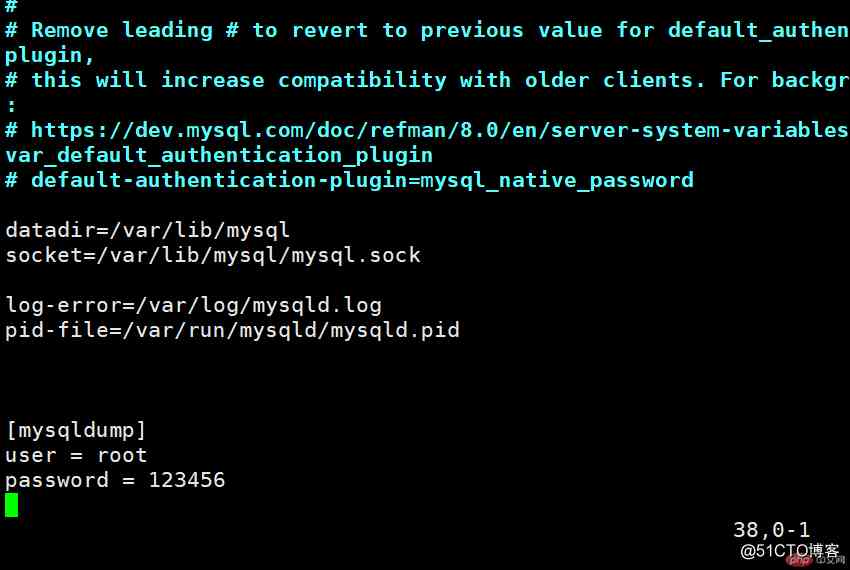 #
# Remove leading # to revert to previous value for default_authen
plugin,
# this will increase compatibility with older clients. For backgr
:
# https://dev.mysql.com/doc/refman/8.0/en/server-system-variables
var_default_authentication_plugin
# default-authentication-plugin=mysql_native_password
datadir=/var/lib/mysql
socket=/var/lib/mysql/mysql.sock
log-error=/var/log/mysqld.log
pid-file=/var/run/mysqld/mysqld.pid
[mysqldump]
user = root
password = 123456
38,0-1
@51CTO博客
php 中文网